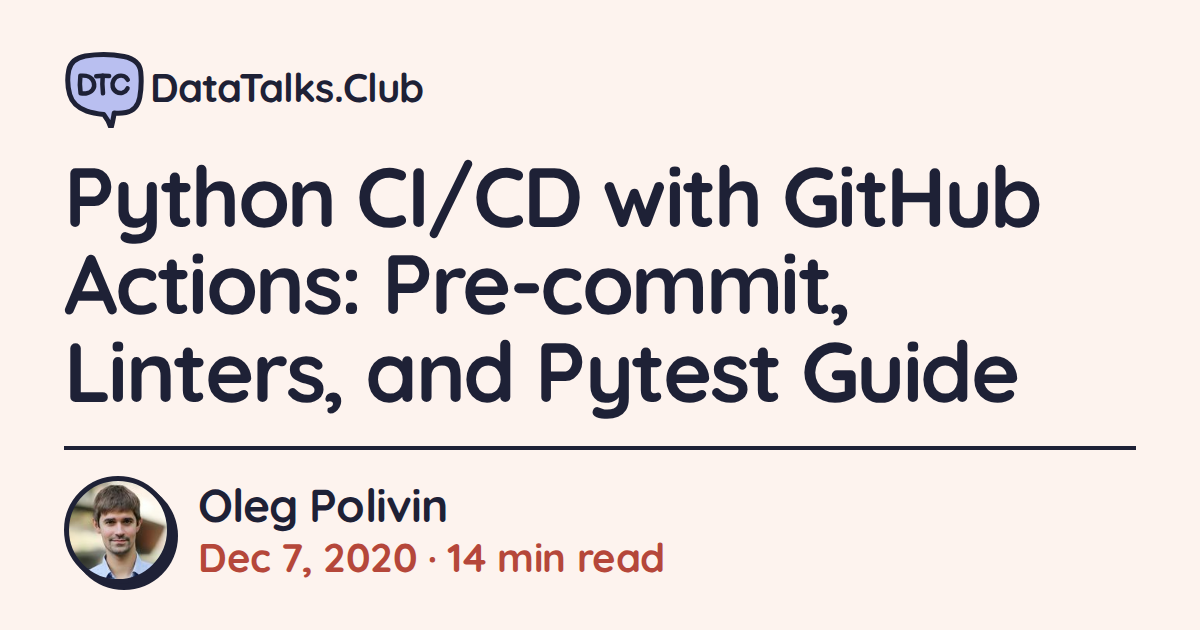 DTC DataTalks.Club
Python CI/CD with GitHub
Actions: Pre-commit,
Linters, and Pytest Guide
Oleg Polivin
Dec 7, 2020 · 14 min read